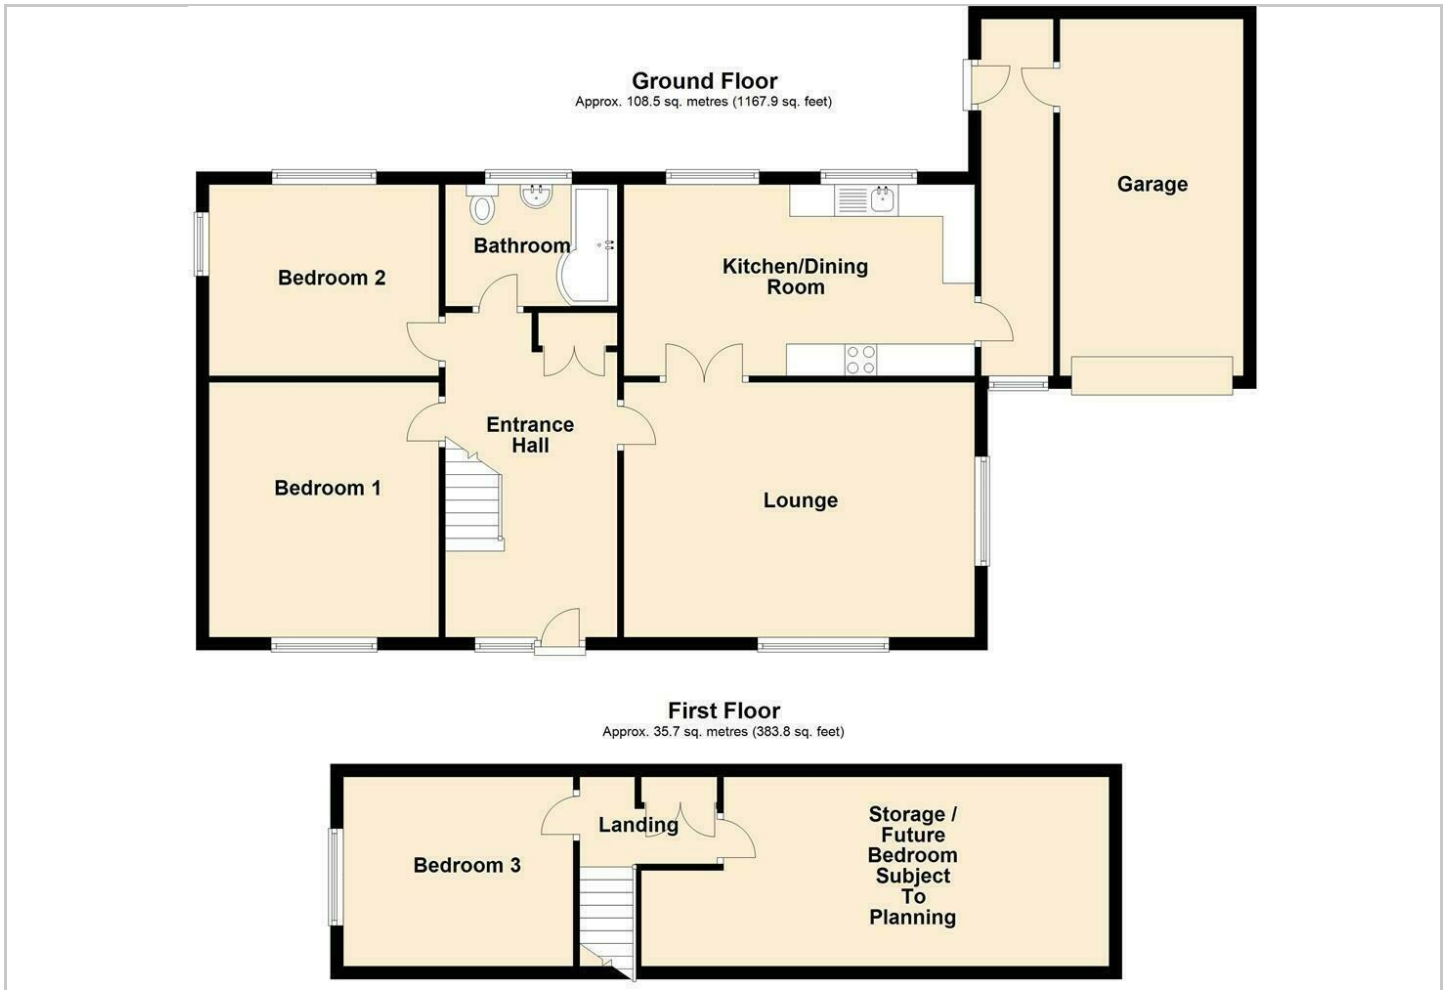 Ground Floor
Approx. 108.5 sq. metres (1167.9 sq. feet)
Garage
Bathroom
Bedroom 2
Kitchen/Dining
Room
Entrance
Hall
Bedroom 1
Lounge
First Floor
Approx. 35.7 sq. metres (383.8 sq. feet)
Bedroom 3
Landing
Storage /
Future
Bedroom
Subject
To
Planning